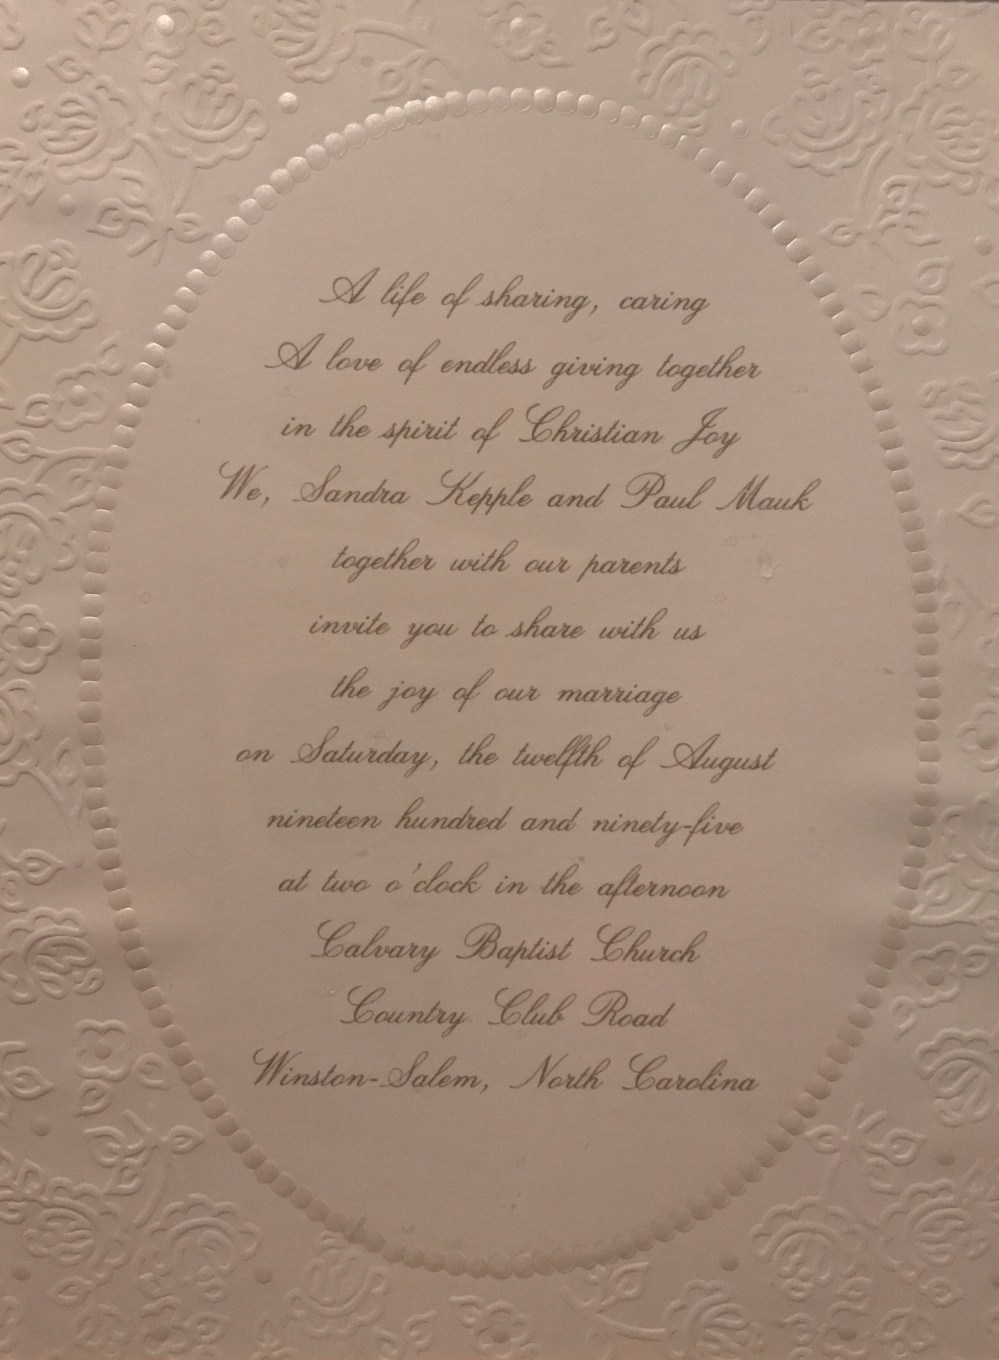 A life of sharing, caring
A love of endless giving together
in the spirit of Christian Joy
We, Sandra Kepple and Paul Mauk
together with our parents
invite you to share with us
the joy of our marriage
on Saturday, the twelfth of August
nineteen hundred and ninety-five
at two o'clock in the afternoon
Calvary Baptist Church
Country Club Road
Winston-Salem, North Carolina